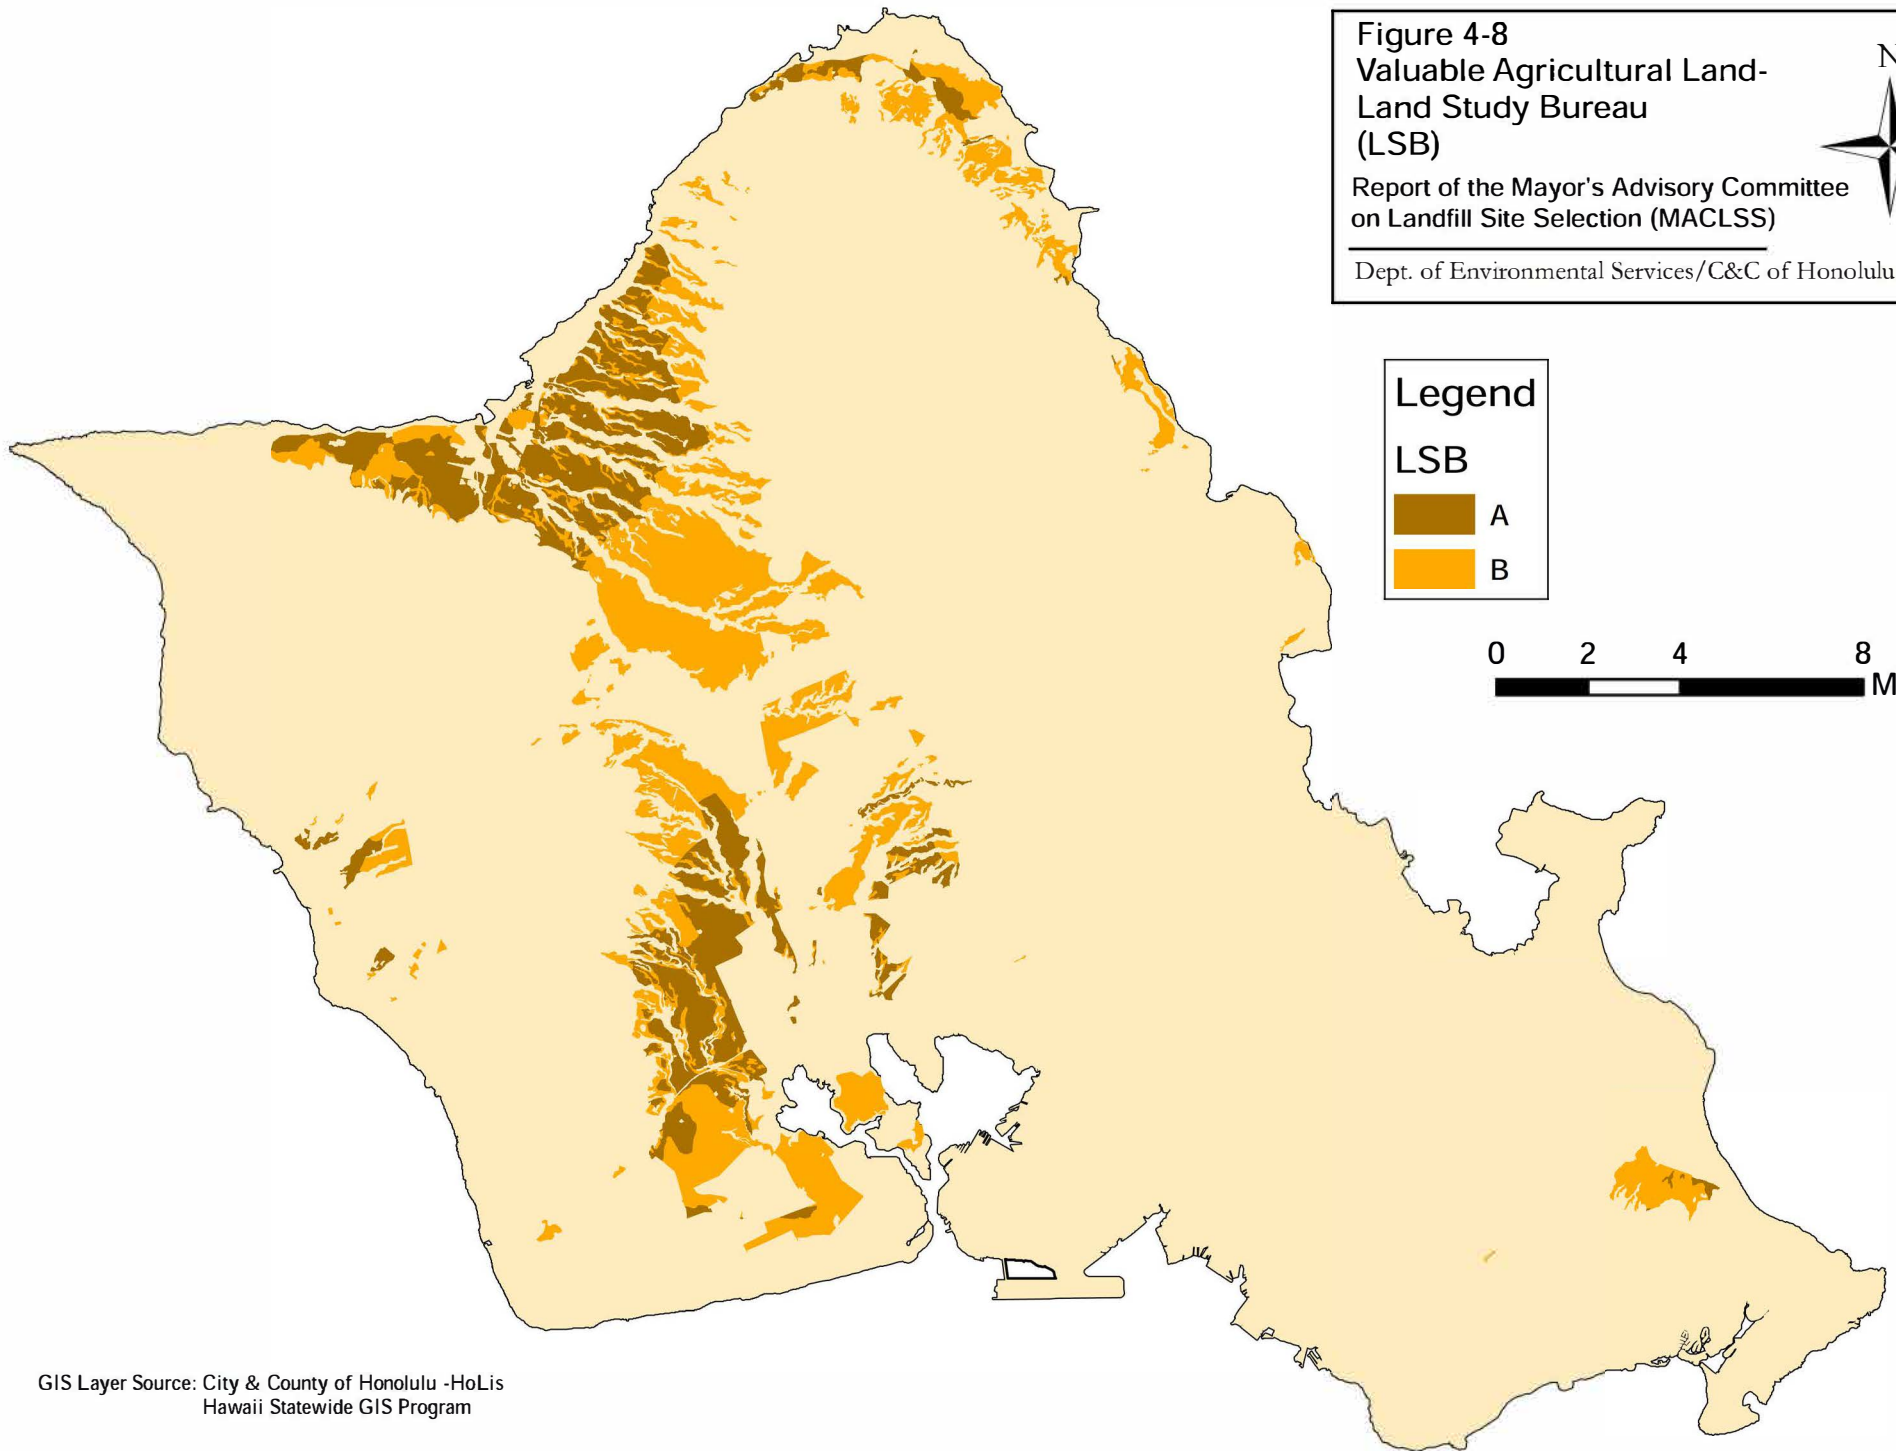 Figure 4-8
Valuable Agricultural Land-
Land Study Bureau
(LSB)
Report of the Mayor's Advisory Committee
on Landfill Site Selection (MACLSS)
Dept. of Environmental Services/C&C of Honolulu
N
Legend
LSB
A
B
0 2 4 8
M
GIS Layer Source: City & County of Honolulu -HoLis
Hawaii Statewide GIS Program